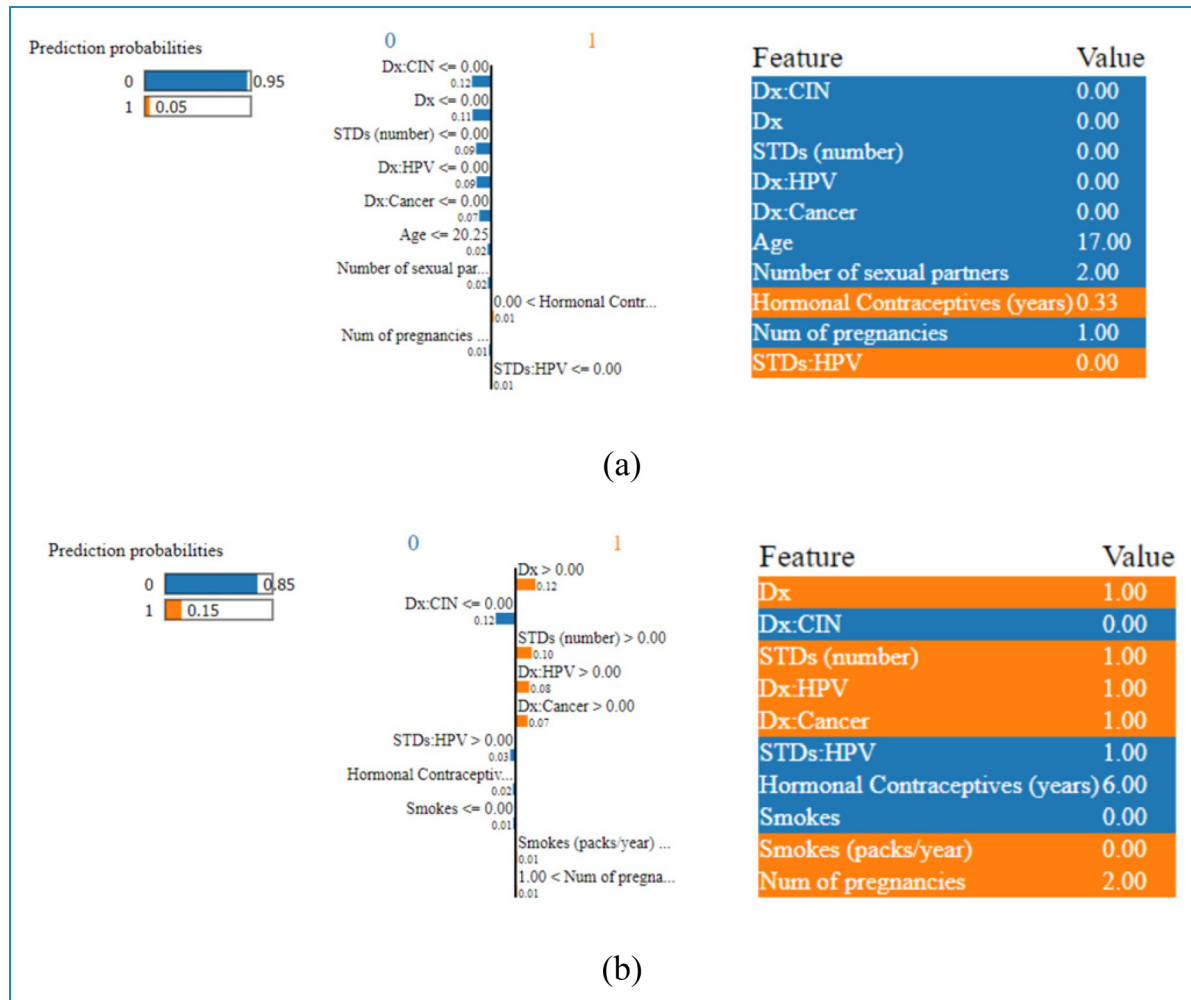 Prediction probabilities
0 0.95
1 0.05
0 1
Dx:CIN <= 0.00
0.12
Dx <= 0.00
0.11
STDs (number) <= 0.00
0.09
Dx:HPV <= 0.00
0.09
Dx:Cancer <= 0.00
0.07
Age <= 20.25
0.02
Number of sexual par...
0.02
0.00 < Hormonal Contr...
0.01
Num of pregnancies ...
0.01
STDs:HPV <= 0.00
0.01
Feature Value
Dx:CIN 0.00
Dx 0.00
STDs (number) 0.00
Dx:HPV 0.00
Dx:Cancer 0.00
Age 17.00
Number of sexual partners 2.00
Hormonal Contraceptives (years) 0.33
Num of pregnancies 1.00
STDs:HPV 0.00
(a)
Prediction probabilities
0 0.85
1 0.15
0 1
Dx > 0.00
0.12
Dx:CIN <= 0.00
0.12
STDs (number) > 0.00
0.10
Dx:HPV > 0.00
0.08
Dx:Cancer > 0.00
0.07
STDs:HPV > 0.00
0.03
Hormonal Contraceptiv...
0.02
Smokes <= 0.00
0.01
Smokes (packs/year) ...
0.01
1.00 < Num of pregna...
0.01
Feature Value
Dx 1.00
Dx:CIN 0.00
STDs (number) 1.00
Dx:HPV 1.00
Dx:Cancer 1.00
STDs:HPV 1.00
Hormonal Contraceptives (years) 6.00
Smokes 0.00
Smokes (packs/year) 0.00
Num of pregnancies 2.00
(b)